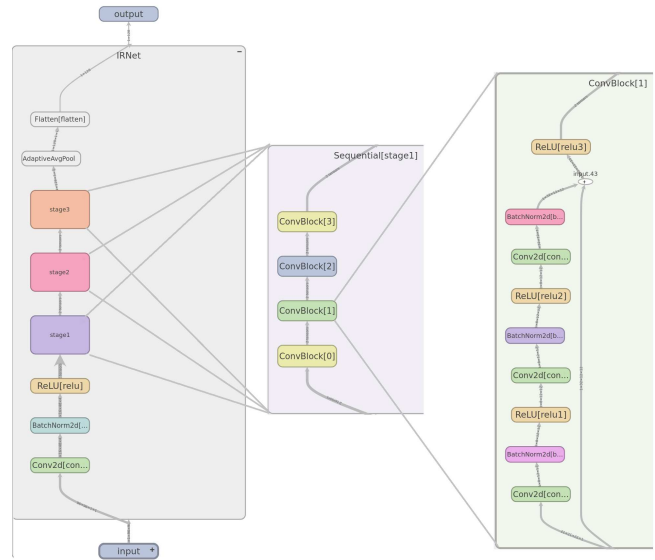 output
IRNet
−
Flatten[flatten]
AdaptiveAvgPool
stage3
stage2
stage1
ReLU[relu]
BatchNorm2d[...
Conv2d[con...
input +
Sequential[stage1]
ConvBlock[3]
ConvBlock[2]
ConvBlock[1]
ConvBlock[0]
ConvBlock[1]
ReLU[relu3]
input.43
+
BatchNorm2d[b...
Conv2d[con...
ReLU[relu2]
BatchNorm2d[b...
Conv2d[con...
ReLU[relu1]
BatchNorm2d[b...
Conv2d[con...